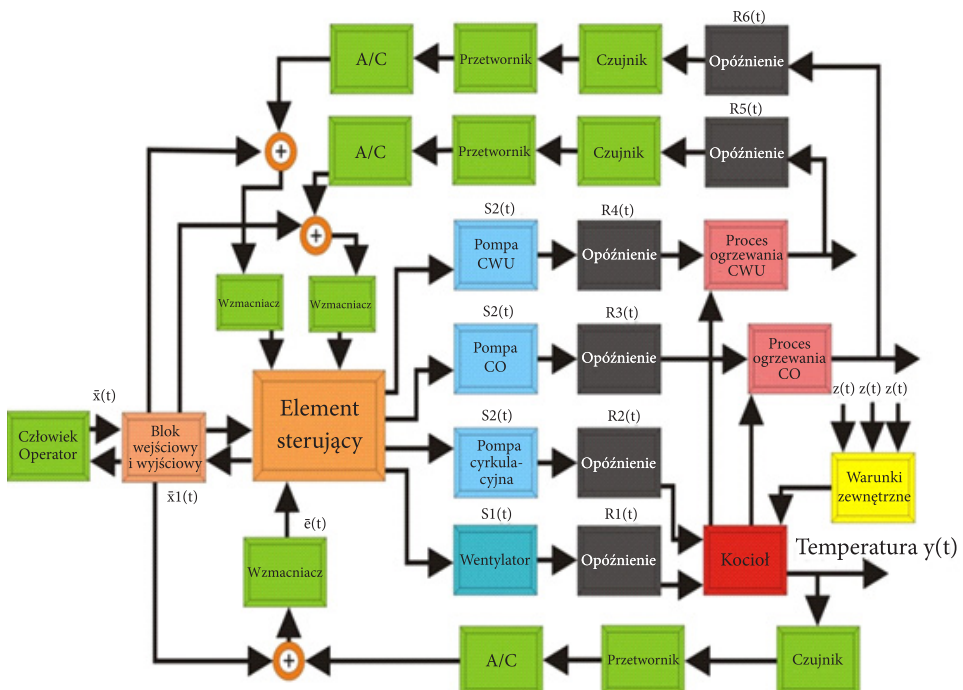 R6(t)
A/C
Przetwornik
Czujnik
Opóźnienie
R5(t)
A/C
Przetwornik
Czujnik
Opóźnienie
+
+
S2(t)
R4(t)
Pompa
CWU
Opóźnienie
Proces
ogrzewania
CWU
Wzmacniacz
Wzmacniacz
S2(t)
R3(t)
Pompa
CO
Opóźnienie
Proces
ogrzewania
CO
z(t) z(t) z(t)
x̄(t)
Człowiek
Operator
Blok
wejściowy
i wyjściowy
x̄1(t)
Element
sterujący
S2(t)
R2(t)
Pompa
cyrkula-
cyjna
Opóźnienie
Warunki
zewnętrzne
ē(t)
S1(t)
R1(t)
Wzmacniacz
Wentylator
Opóźnienie
Kocioł
Temperatura y(t)
+
A/C
Przetwornik
Czujnik